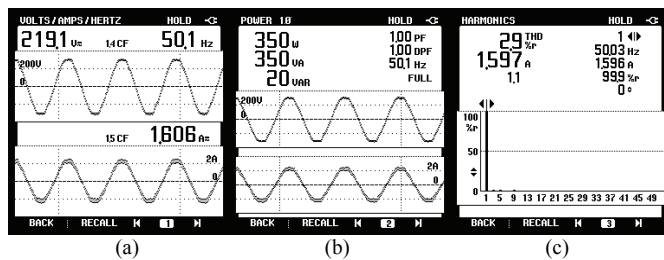 VOLTS/AMPS/HERTZ HOLD
219,1 V 1,4 CF 50,1 Hz
200V
0
1,5 CF 1,606 A
2A
0
BACK RECALL 1
(a)
POWER 1Ø HOLD
350 W 1,00 PF
350 VA 1,00 DPF
20 VAR 50,1 Hz
FULL
200V
0
2A
0
BACK RECALL 2
(b)
HARMONICS HOLD
2,9 THD %r 1
1,597 A 50,03 Hz
1,1 1,596 A
99,9 %r
0 °
100
%r
50
0
1 5 9 13 17 21 25 29 33 37 41 45 49
BACK RECALL 3
(c)